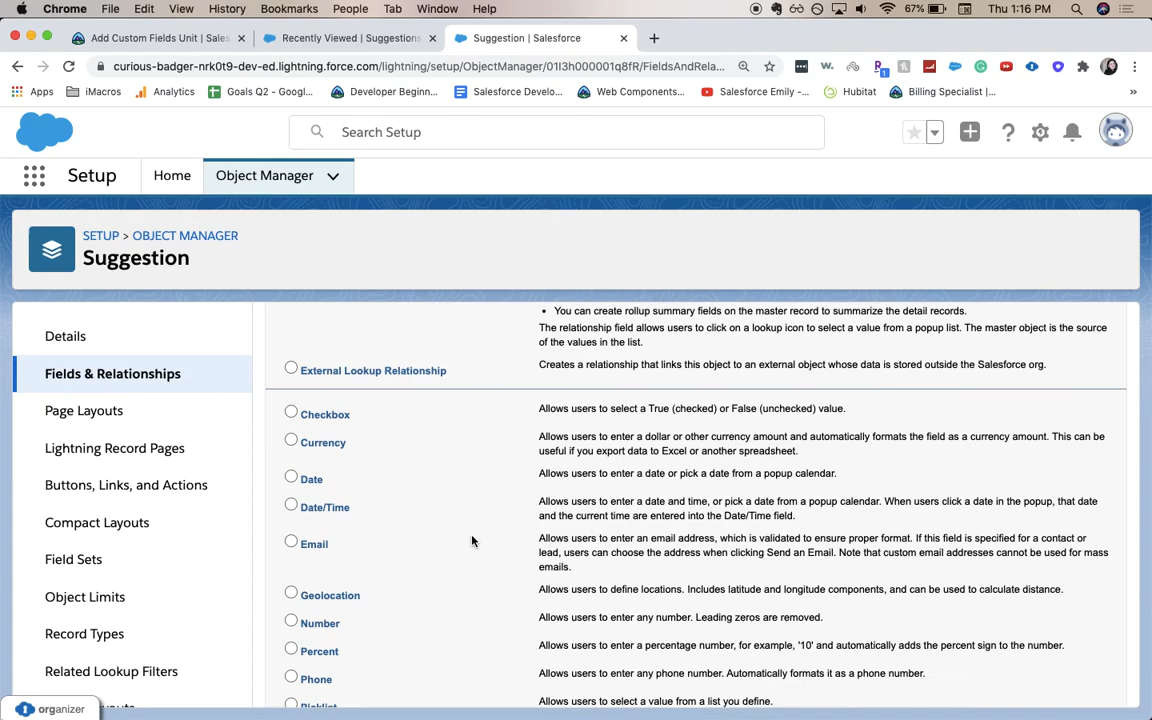 Chrome File Edit View History Bookmarks People Tab Window Help 67% Thu 1:16 PM
Add Custom Fields Unit | Sales Recently Viewed | Suggestions Suggestion | Salesforce
curious-badger-nrk0t9-dev-ed.lightning.force.com/lightning/setup/ObjectManager/01I3h000001q8fR/FieldsAndRela...
Apps iMacros Analytics Goals Q2 - Googl... Developer Beginn... Salesforce Develo... Web Components... Salesforce Emily -... Hubitat Billing Specialist |...
Search Setup
Setup Home Object Manager
SETUP > OBJECT MANAGER
Suggestion
Details
Fields & Relationships
Page Layouts
Lightning Record Pages
Buttons, Links, and Actions
Compact Layouts
Field Sets
Object Limits
Record Types
Related Lookup Filters
organizer
• You can create rollup summary fields on the master record to summarize the detail records.
The relationship field allows users to click on a lookup icon to select a value from a popup list. The master object is the source
of the values in the list.
External Lookup Relationship Creates a relationship that links this object to an external object whose data is stored outside the Salesforce org.
Checkbox Allows users to select a True (checked) or False (unchecked) value.
Currency Allows users to enter a dollar or other currency amount and automatically formats the field as a currency amount. This can be
useful if you export data to Excel or another spreadsheet.
Date Allows users to enter a date or pick a date from a popup calendar.
Date/Time Allows users to enter a date and time, or pick a date from a popup calendar. When users click a date in the popup, that date
and the current time are entered into the Date/Time field.
Email Allows users to enter an email address, which is validated to ensure proper format. If this field is specified for a contact or
lead, users can choose the address when clicking Send an Email. Note that custom email addresses cannot be used for mass
emails.
Geolocation Allows users to define locations. Includes latitude and longitude components, and can be used to calculate distance.
Number Allows users to enter any number. Leading zeros are removed.
Percent Allows users to enter a percentage number, for example, '10' and automatically adds the percent sign to the number.
Phone Allows users to enter any phone number. Automatically formats it as a phone number.
Picklist Allows users to select a value from a list you define.